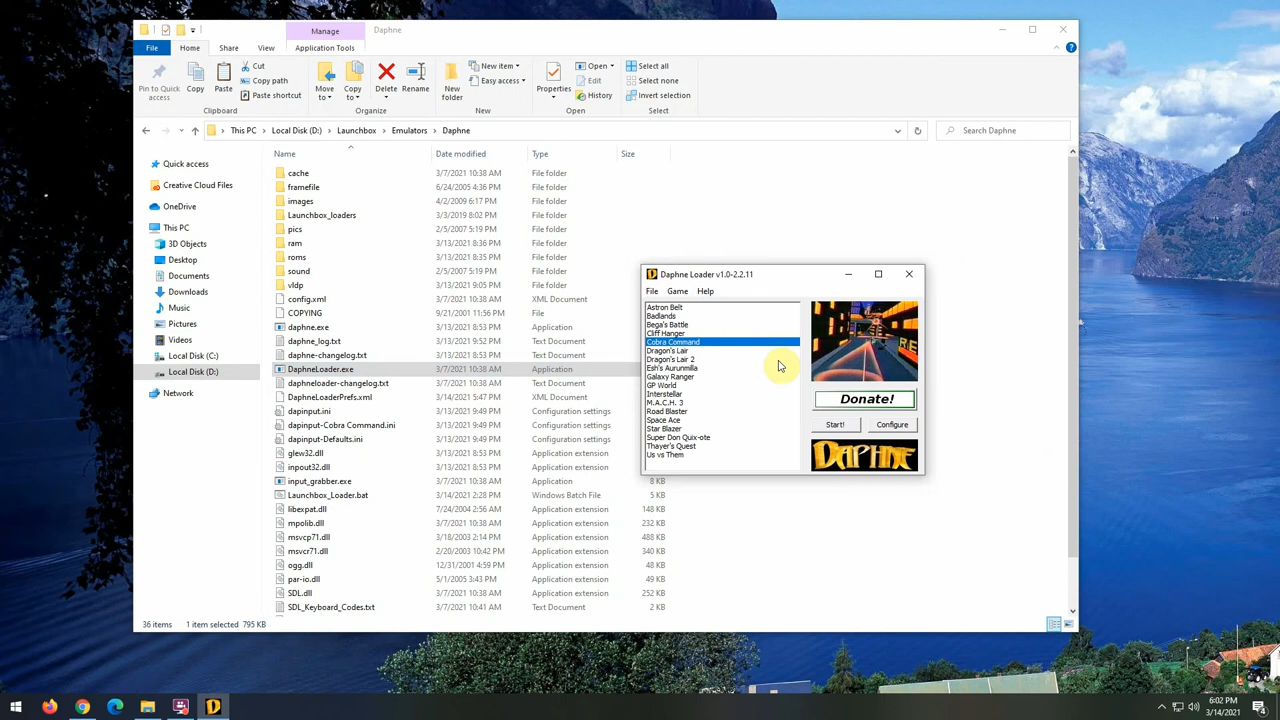 Manage
Daphne
File
Home
Share
View
Application Tools
Pin to Quick access
Copy
Paste
Cut
Copy path
Paste shortcut
Clipboard
Move to
Copy to
Delete
Rename
Organize
New folder
New item
Easy access
New
Properties
Open
Edit
History
Open
Select all
Select none
Invert selection
Select
This PC > Local Disk (D:) > Launchbox > Emulators > Daphne
Search Daphne
Quick access
Creative Cloud Files
OneDrive
This PC
3D Objects
Desktop
Documents
Downloads
Music
Pictures
Videos
Local Disk (C:)
Local Disk (D:)
Network
Name Date modified Type Size
cache 3/7/2021 10:38 AM File folder
framefile 6/24/2005 4:36 PM File folder
images 4/2/2009 6:17 PM File folder
Launchbox_loaders 3/3/2019 8:02 PM File folder
pics 2/5/2007 5:19 PM File folder
ram 3/13/2021 8:36 PM File folder
roms 3/13/2021 8:35 PM File folder
sound 2/5/2007 5:19 PM File folder
vldp 3/13/2021 9:05 PM File folder
config.xml 3/7/2021 10:38 AM XML Document
COPYING 9/21/2001 11:56 PM File
daphne.exe 3/13/2021 8:53 PM Application
daphne_log.txt 3/13/2021 8:53 PM Text Document
daphne-changelog.txt 3/13/2021 8:53 PM Text Document
DaphneLoader.exe 3/7/2021 10:38 AM Application
daphneloader-changelog.txt 3/7/2021 10:38 AM Text Document
DaphneLoaderPrefs.xml 3/14/2021 5:47 PM XML Document
dapinput.ini 3/13/2021 9:49 PM Configuration settings
dapinput-Cobra Command.ini 3/13/2021 9:49 PM Configuration settings
dapinput-Defaults.ini 3/13/2021 9:49 PM Configuration settings
glew32.dll 3/7/2021 10:38 AM Application extension
inpout32.dll 3/7/2021 10:38 AM Application extension
input_grabber.exe 3/7/2021 10:38 AM Application 8 KB
Launchbox_Loader.bat 3/14/2021 2:28 PM Windows Batch File 5 KB
libexpat.dll 7/24/2004 2:56 AM Application extension 148 KB
mpolib.dll 3/7/2021 10:38 AM Application extension 232 KB
msvcp71.dll 3/18/2003 2:14 PM Application extension 488 KB
msvcr71.dll 2/20/2003 10:42 PM Application extension 340 KB
ogg.dll 12/31/2001 4:59 PM Application extension 48 KB
par-io.dll 5/1/2005 3:43 PM Application extension 49 KB
SDL.dll 3/7/2021 10:38 AM Application extension 252 KB
SDL_Keyboard_Codes.txt 3/7/2021 10:41 AM Text Document 2 KB
36 items 1 item selected 795 KB
Daphne Loader v1.0-2.2.11
File Game Help
Astron Belt
Badlands
Bega's Battle
Cliff Hanger
Cobra Command
Dragon's Lair
Dragon's Lair 2
Esh's Aurunmilla
Galaxy Ranger
GP World
Interstellar
M.A.C.H. 3
Road Blaster
Space Ace
Star Blazer
Super Don Quix-ote
Thayer's Quest
Us vs Them
Donate!
Start!
Configure
DAPHNE
6:02 PM
3/14/2021